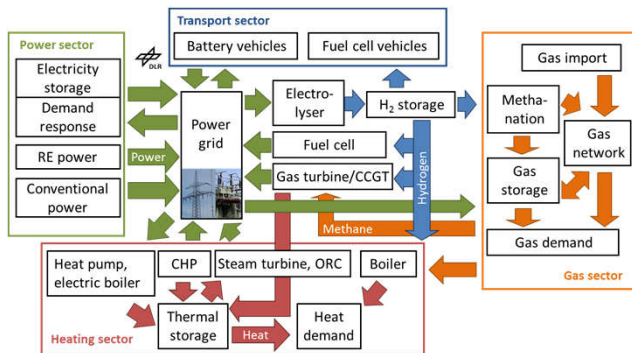 Transport sector
Battery vehicles
Fuel cell vehicles
Power sector
DLR
Electricity
storage
Demand
response
RE power
Conventional
power
Power
Power
grid
Electro-
lyser
H2 storage
Fuel cell
Gas turbine/CCGT
Hydrogen
Methane
Gas import
Metha-
nation
Gas
network
Gas
storage
Gas demand
Gas sector
Heat pump,
electric boiler
CHP
Steam turbine, ORC
Boiler
Thermal
storage
Heat
Heat
demand
Heating sector